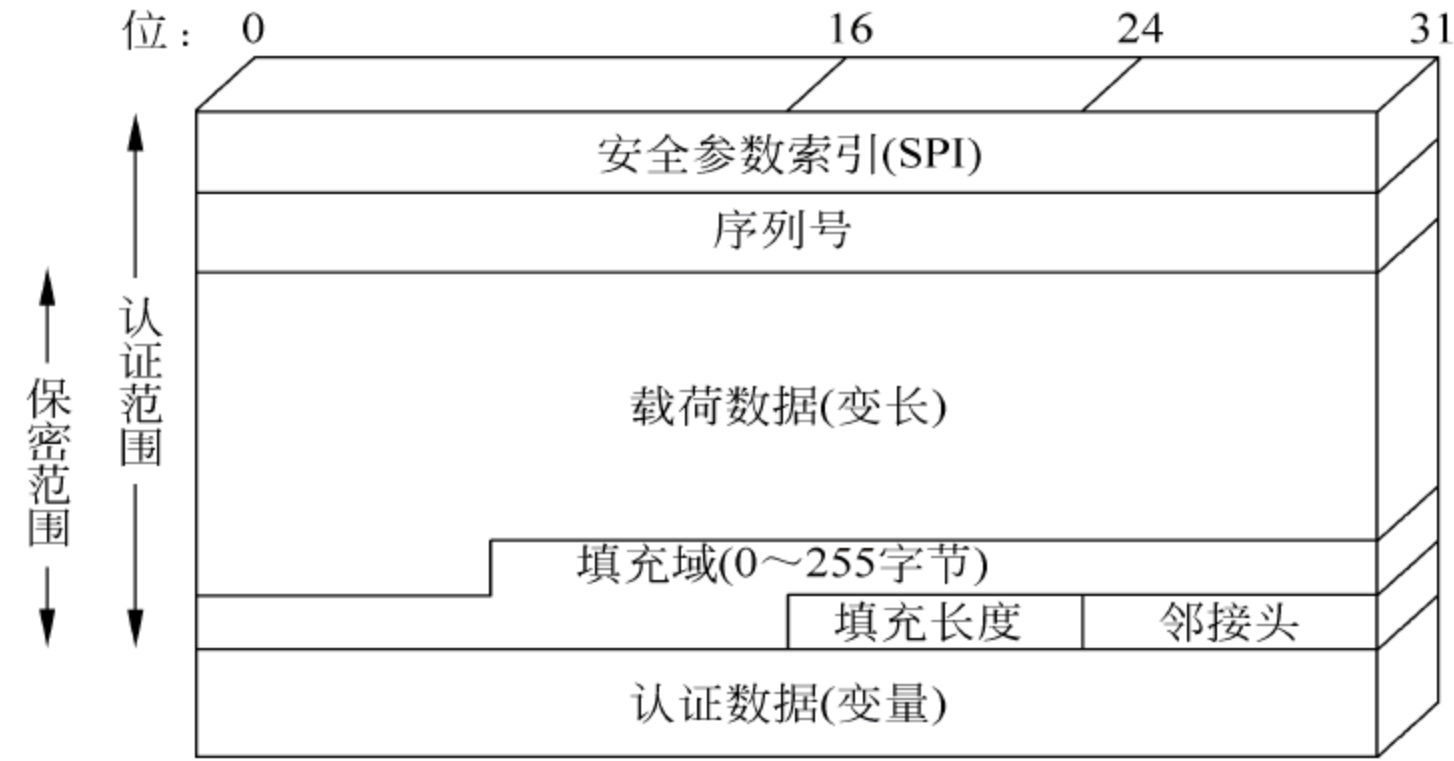 位: 0 16 24 31
安全参数索引(SPI)
序列号
载荷数据(变长)
填充域(0～255字节)
填充长度 邻接头
认证数据(变量)
认证范围
保密范围